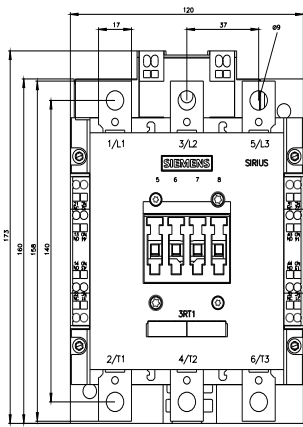 120
17
37
ø9
1/L1 3/L2 5/L3
SIEMENS
SIRIUS
5 6 7 8
173
160
158
140
3RT1
2/T1 4/T2 6/T3